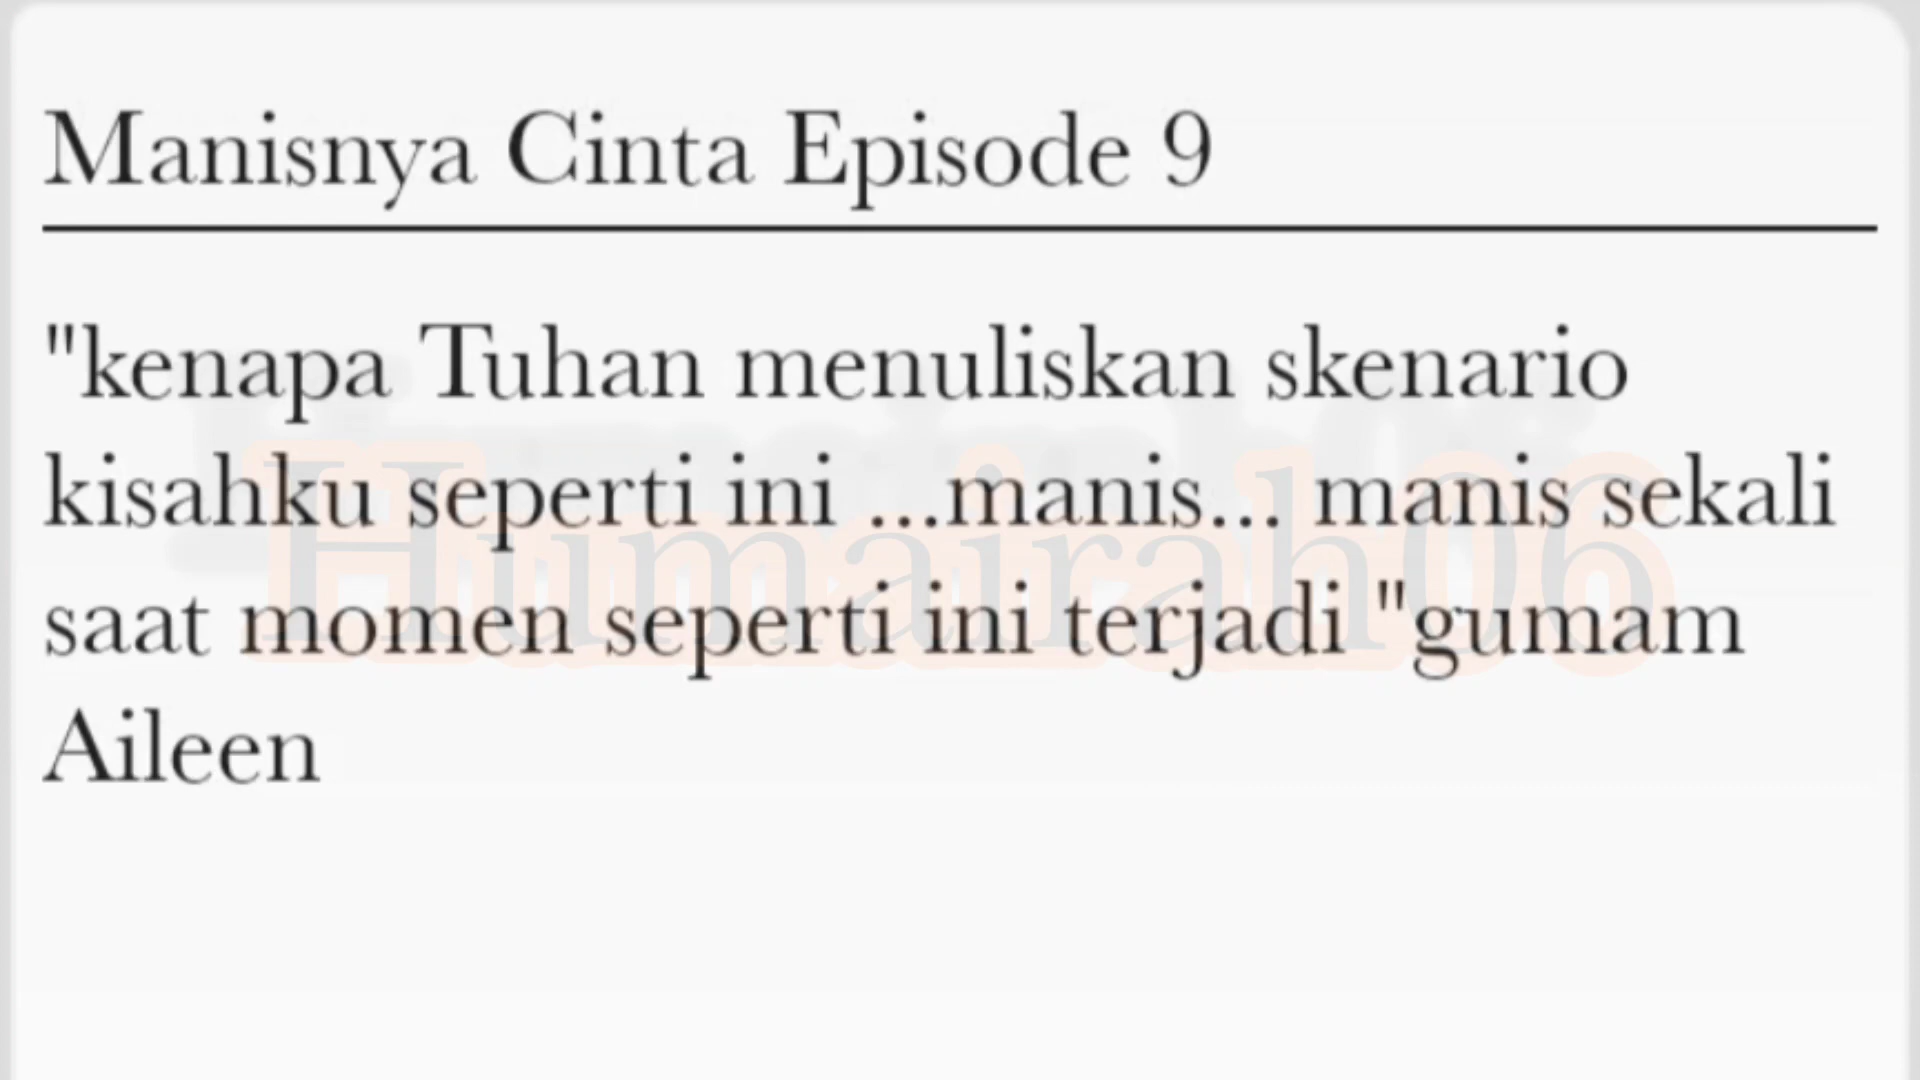 Manisnya Cinta Episode 9
"kenapa Tuhan menuliskan skenario
kisahku seperti ini ...manis... manis sekali
saat momen seperti ini terjadi "gumam
Aileen
Humairah06